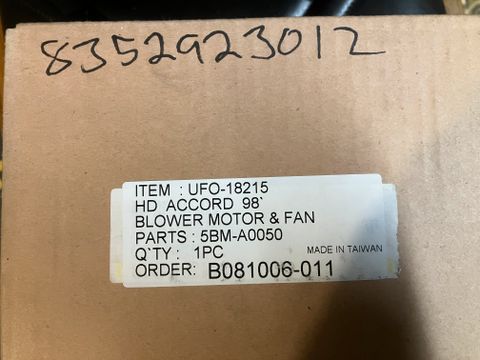 8352923012
ITEM : UFO-18215
HD ACCORD 98`
BLOWER MOTOR & FAN
PARTS : 5BM-A0050
Q`TY : 1PC MADE IN TAIWAN
ORDER: B081006-011